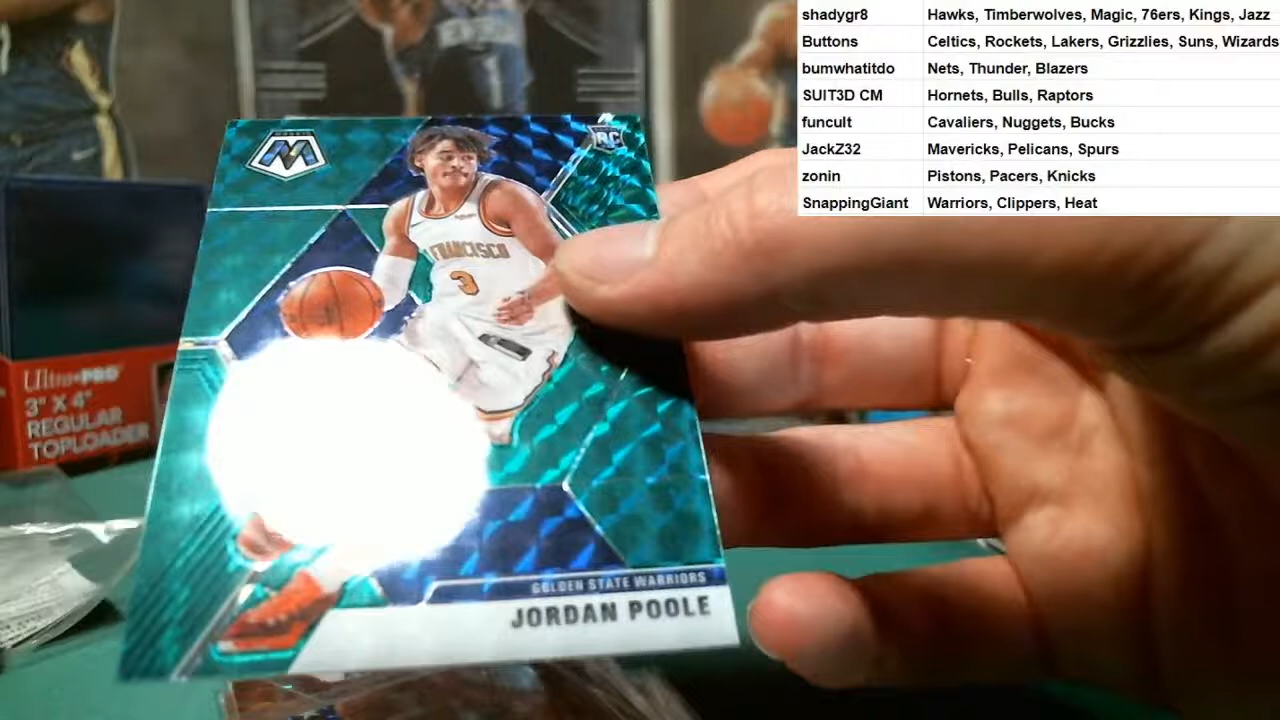 shadygr8 Hawks, Timberwolves, Magic, 76ers, Kings, Jazz
Buttons Celtics, Rockets, Lakers, Grizzlies, Suns, Wizards
bumwhatitdo Nets, Thunder, Blazers
SUIT3D CM Hornets, Bulls, Raptors
funcult Cavaliers, Nuggets, Bucks
JackZ32 Mavericks, Pelicans, Spurs
zonin Pistons, Pacers, Knicks
SnappingGiant Warriors, Clippers, Heat
MOSAIC
RC
FRANCISCO
3
Ultra PRO
3" X 4"
REGULAR
TOPLOADER
GOLDEN STATE WARRIORS
JORDAN POOLE